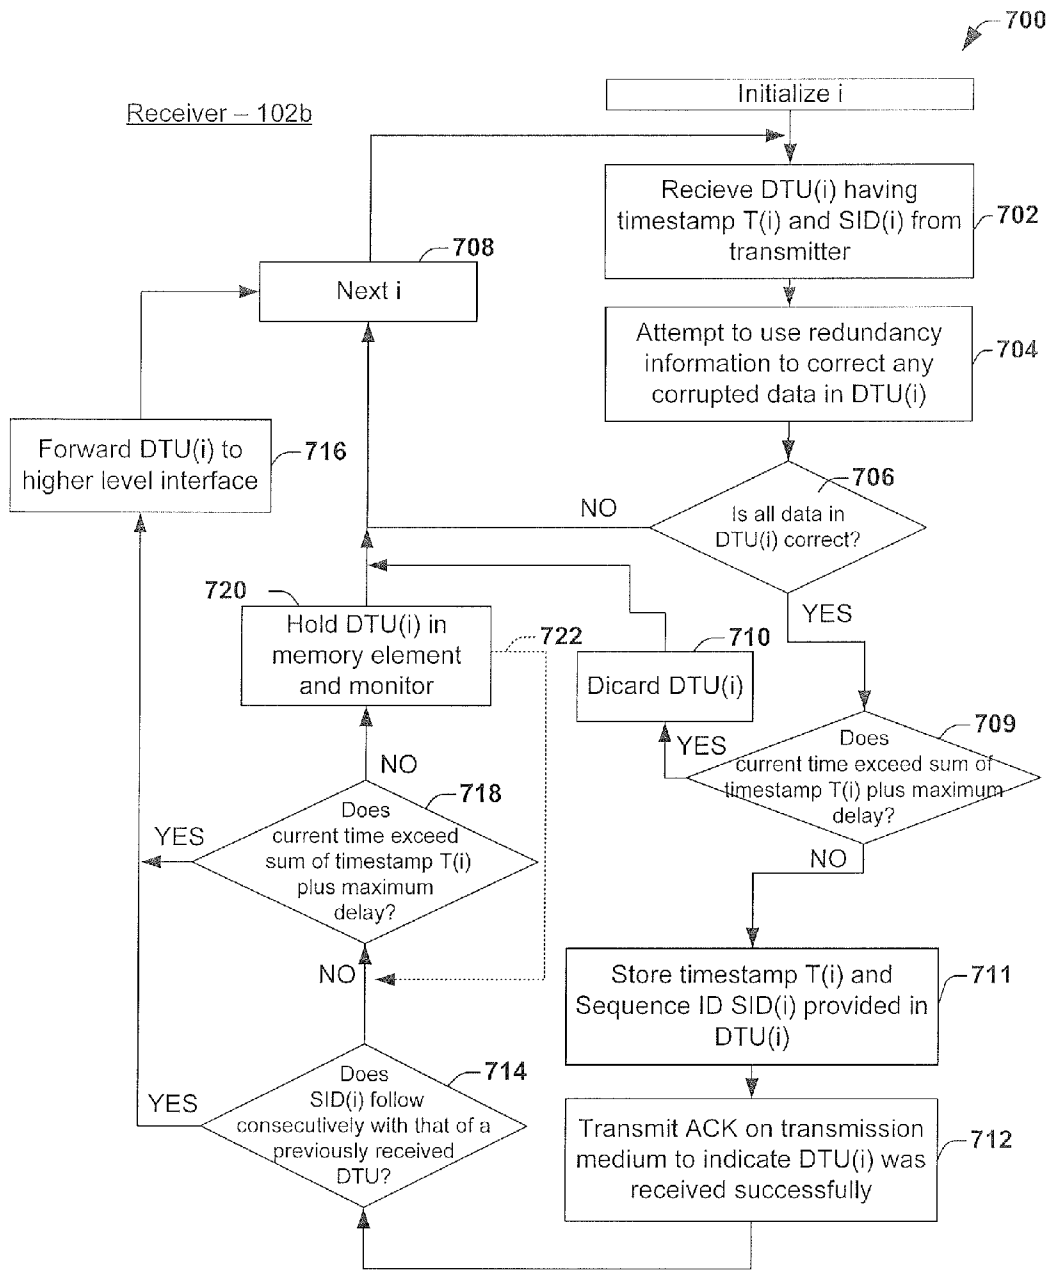 700
Receiver – 102b
Initialize i
Recieve DTU(i) having
timestamp T(i) and SID(i) from
transmitter
702
708
Next i
Attempt to use redundancy
information to correct any
corrupted data in DTU(i)
704
Forward DTU(i) to
higher level interface
716
706
Is all data in
DTU(i) correct?
NO
YES
720
Hold DTU(i) in
memory element
and monitor
722
710
Dicard DTU(i)
YES
709
Does
current time exceed sum of
timestamp T(i) plus maximum
delay?
NO
NO
718
Does
current time exceed
sum of timestamp T(i)
plus maximum
delay?
YES
Store timestamp T(i) and
Sequence ID SID(i) provided in
DTU(i)
711
NO
714
Does
SID(i) follow
consecutively with that of a
previously received
DTU?
YES
Transmit ACK on transmission
medium to indicate DTU(i) was
received successfully
712